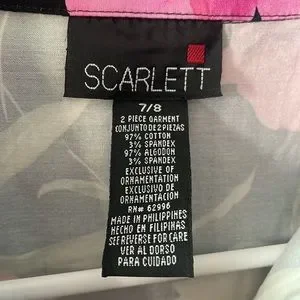 SCARLETT
7/8
2 PIECE GARMENT
CONJUNTO DE 2 PIEZAS
97% COTTON
3% SPANDEX
97% ALGODON
3% SPANDEX
EXCLUSIVE OF
ORNAMENTATION
EXCLUSIVO DE
ORNAMENTACION
RN# 62996
MADE IN PHILIPPINES
HECHO EN FILIPINAS
SEE REVERSE FOR CARE
VER AL DORSO
PARA CUIDADO